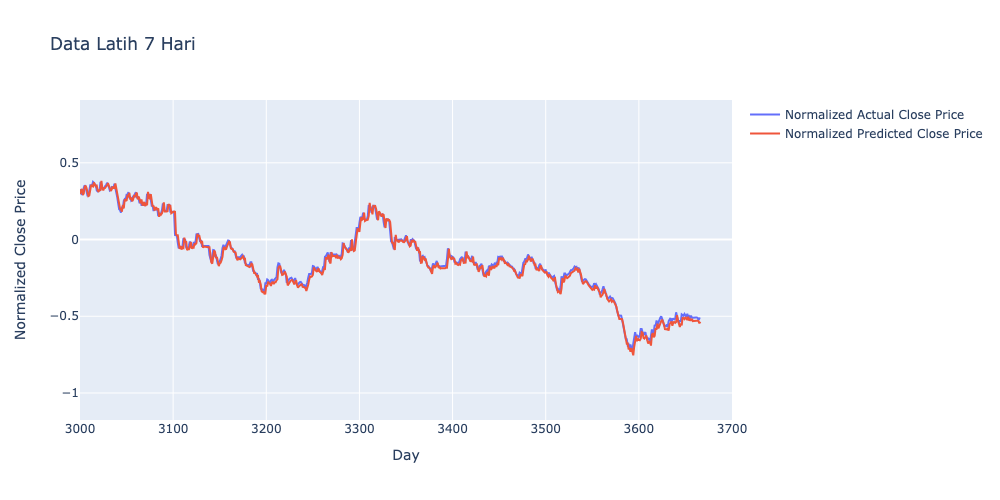 Data Latih 7 Hari
Normalized Actual Close Price
Normalized Predicted Close Price
Normalized Close Price
0.5
0
−0.5
−1
3000 3100 3200 3300 3400 3500 3600 3700
Day